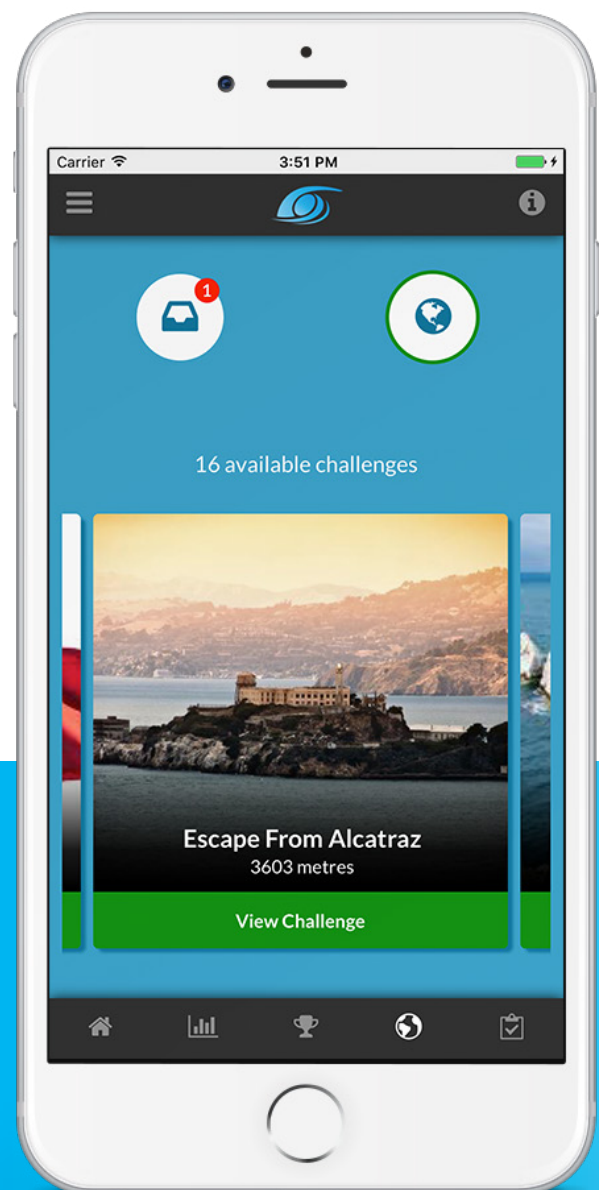 Carrier
3:51 PM
1
16 available challenges
Escape From Alcatraz
3603 metres
View Challenge